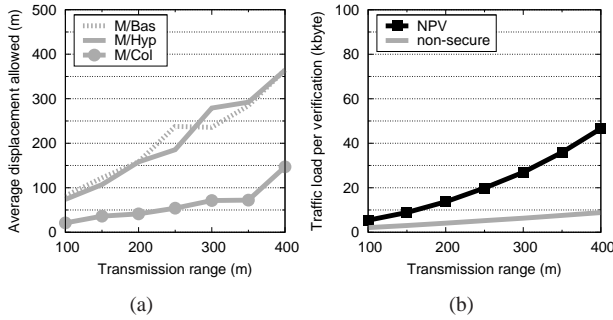 Average displacement allowed (m)
500
400
300
200
100
0
M/Bas
M/Hyp
M/Col
100 150 200 250 300 350 400
Transmission range (m)
(a)
Traffic load per verification (kbyte)
100
80
60
40
20
0
NPV
non-secure
100 150 200 250 300 350 400
Transmission range (m)
(b)